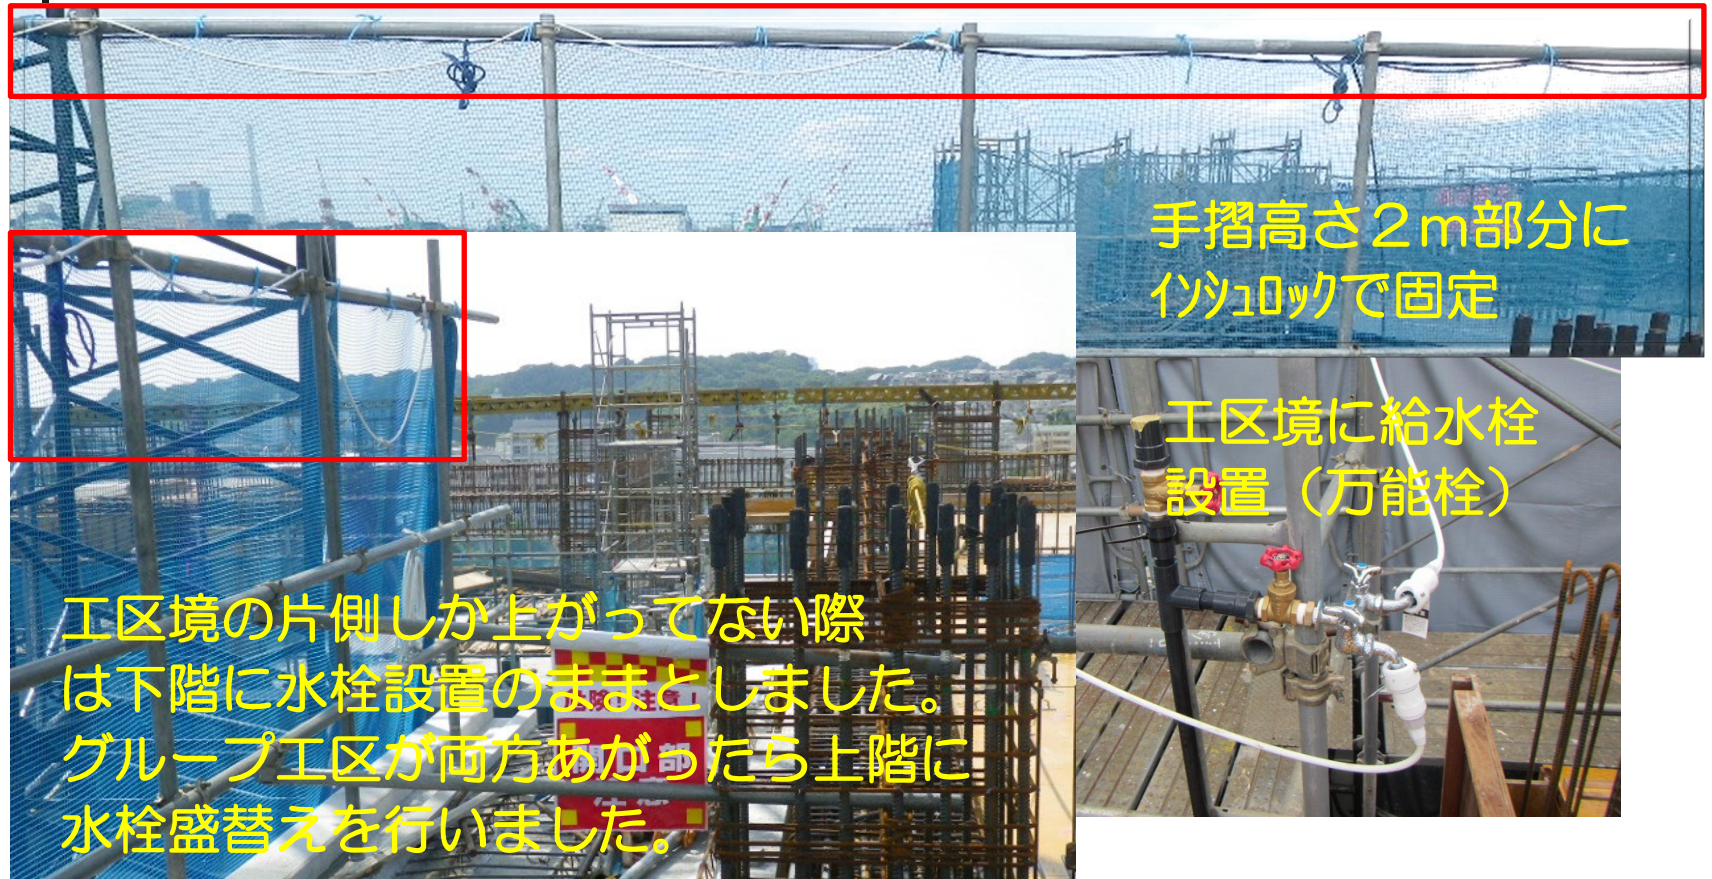 手摺高さ2m部分に
ｲﾝｼｭﾛｯｸで固定
工区境に給水栓
設置（万能栓）
工区境の片側しか上がってない際
は下階に水栓設置のままとしました。
グループ工区が両方あがったら上階に
水栓盛替えを行いました。